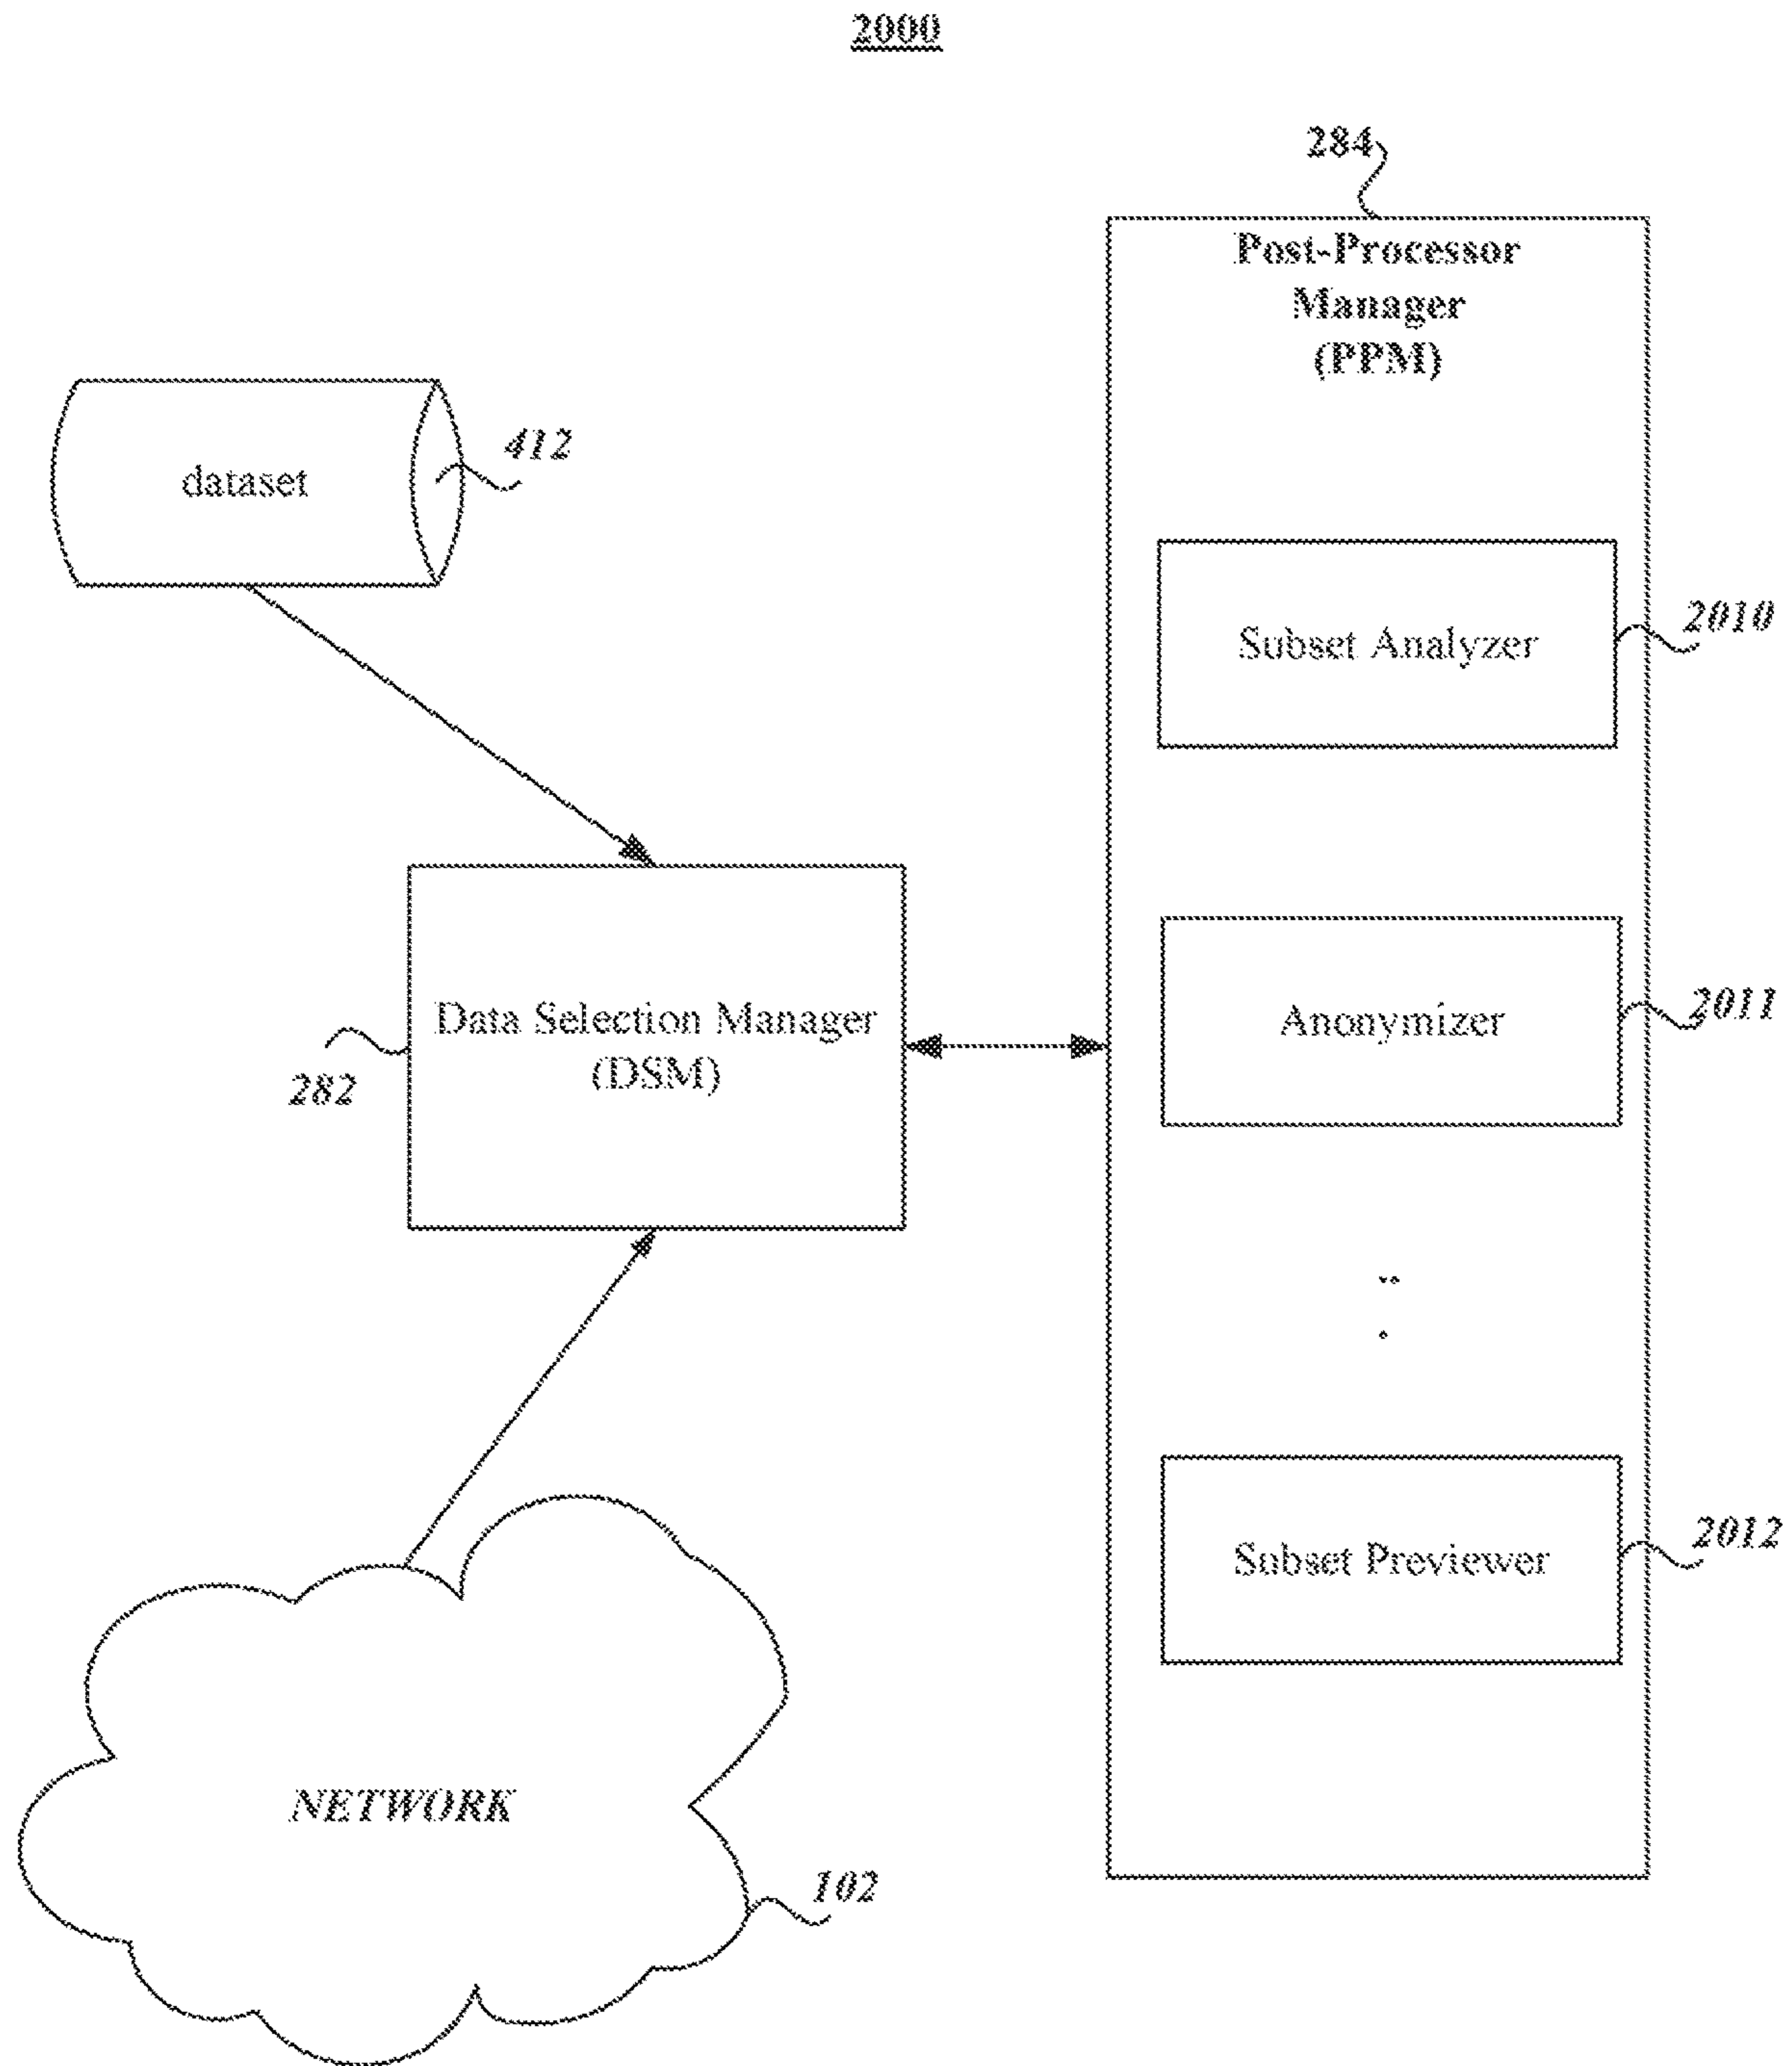 2000
284
Post-Processor
Manager
(PPM)
dataset
412
Subset Analyzer
2010
Data Selection Manager
(DSM)
282
Anonymizer
2011
Subset Previewer
2012
NETWORK
102